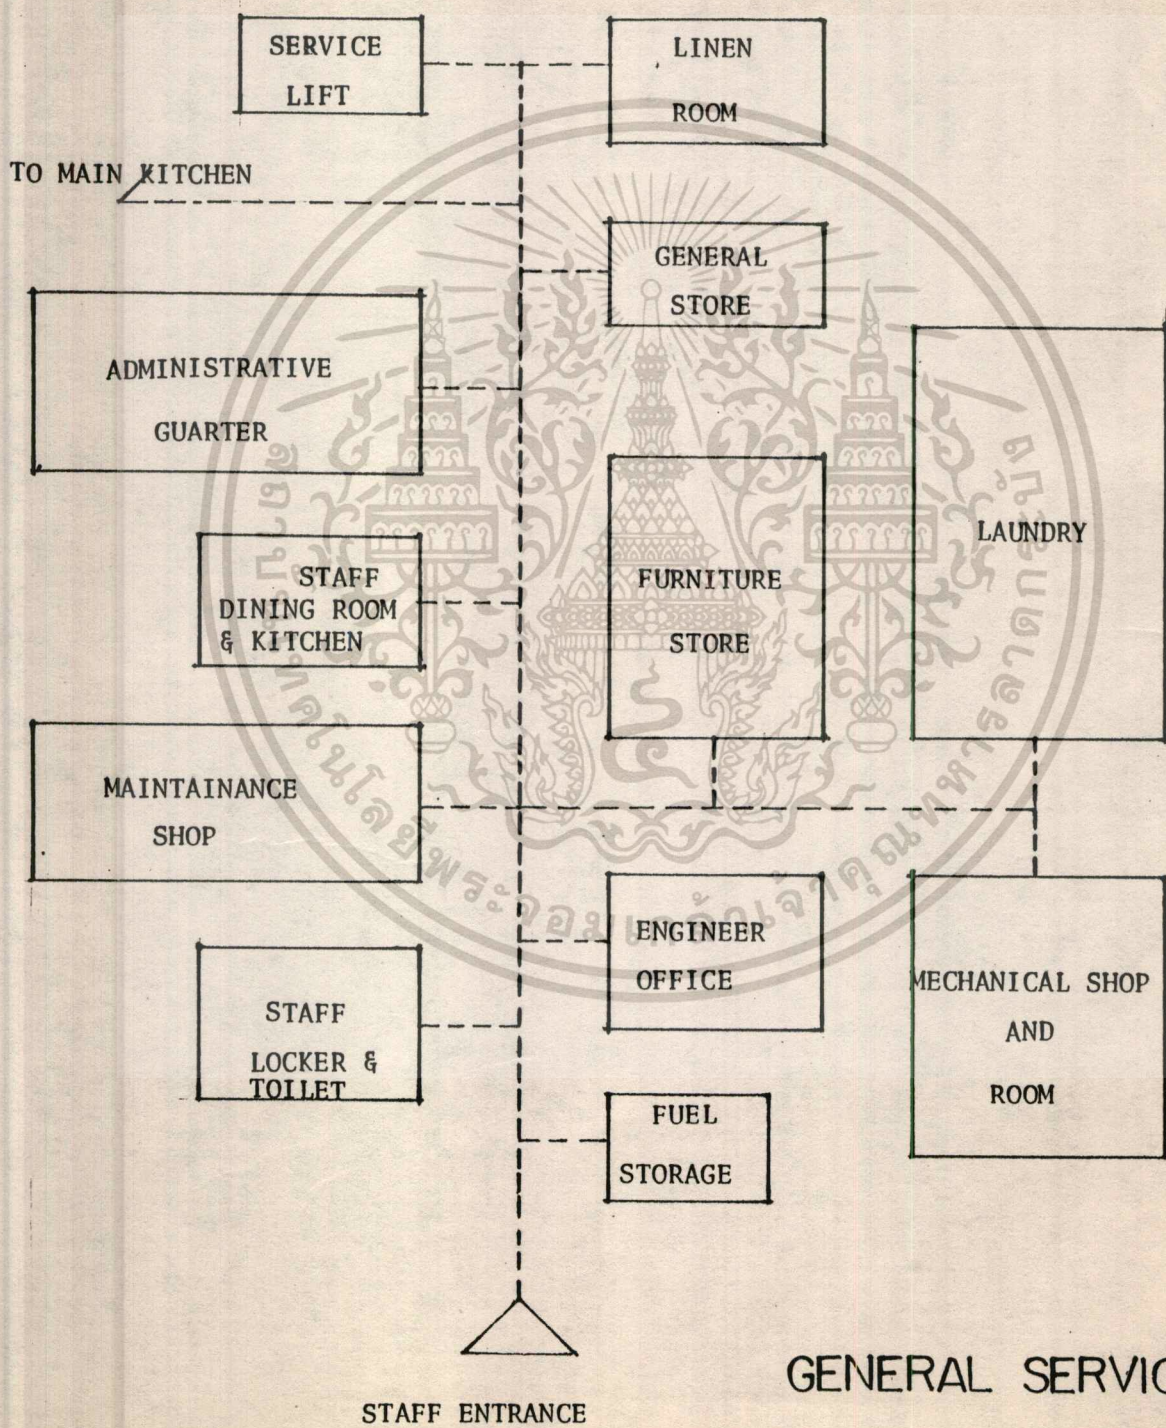 SERVICE
LIFT
LINEN
ROOM
TO MAIN KITCHEN
GENERAL
STORE
ADMINISTRATIVE
GUARTER
LAUNDRY
STAFF
DINING ROOM
& KITCHEN
FURNITURE
STORE
MAINTAINANCE
SHOP
ENGINEER
OFFICE
MECHANICAL SHOP
AND
ROOM
STAFF
LOCKER &
TOILET
FUEL
STORAGE
STAFF ENTRANCE
GENERAL